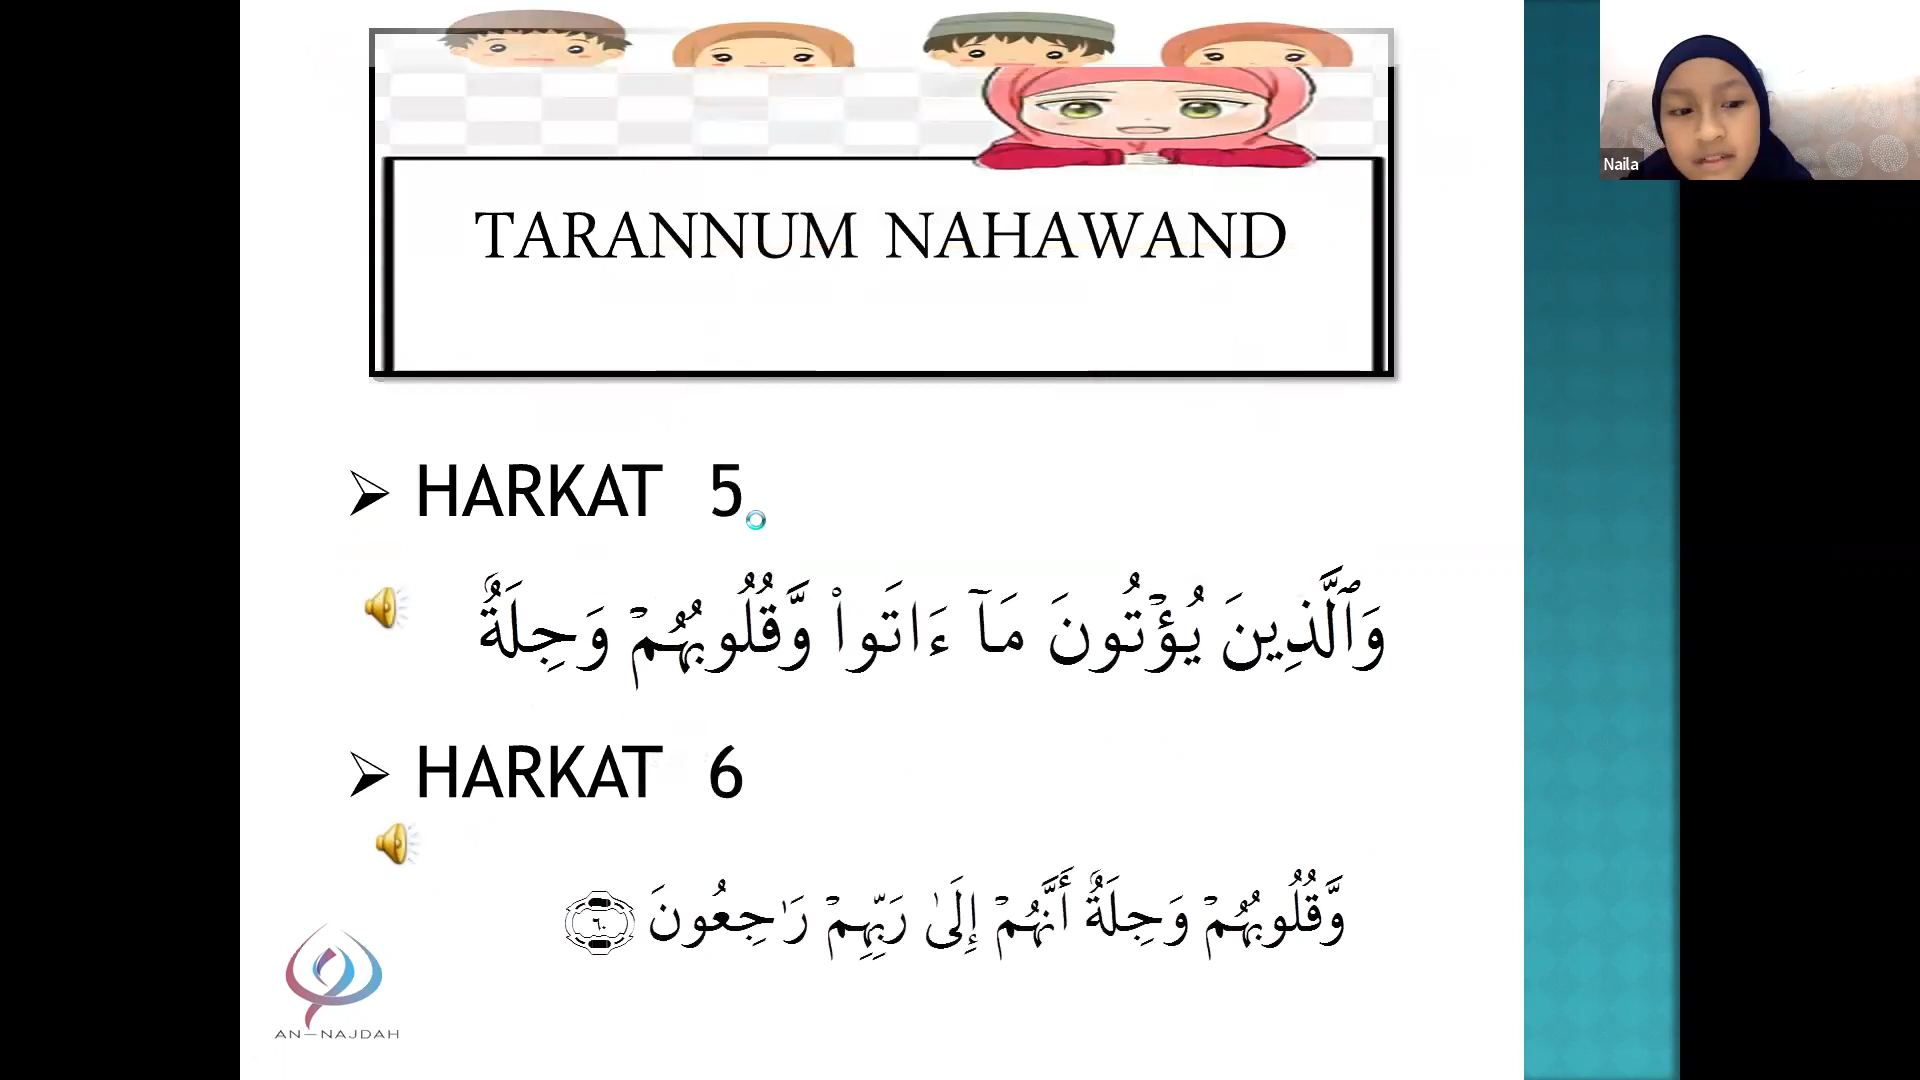 Naila
TARANNUM NAHAWAND
HARKAT 5
وَٱلَّذِينَ يُؤۡتُونَ مَآ ءَاتَواْ وَّقُلُوبُهُمۡ وَجِلَةٌ
HARKAT 6
وَّقُلُوبُهُمۡ وَجِلَةٌ أَنَّهُمۡ إِلَىٰ رَبِّهِمۡ رَٰجِعُونَ ٦٠
AN-NAJDAH